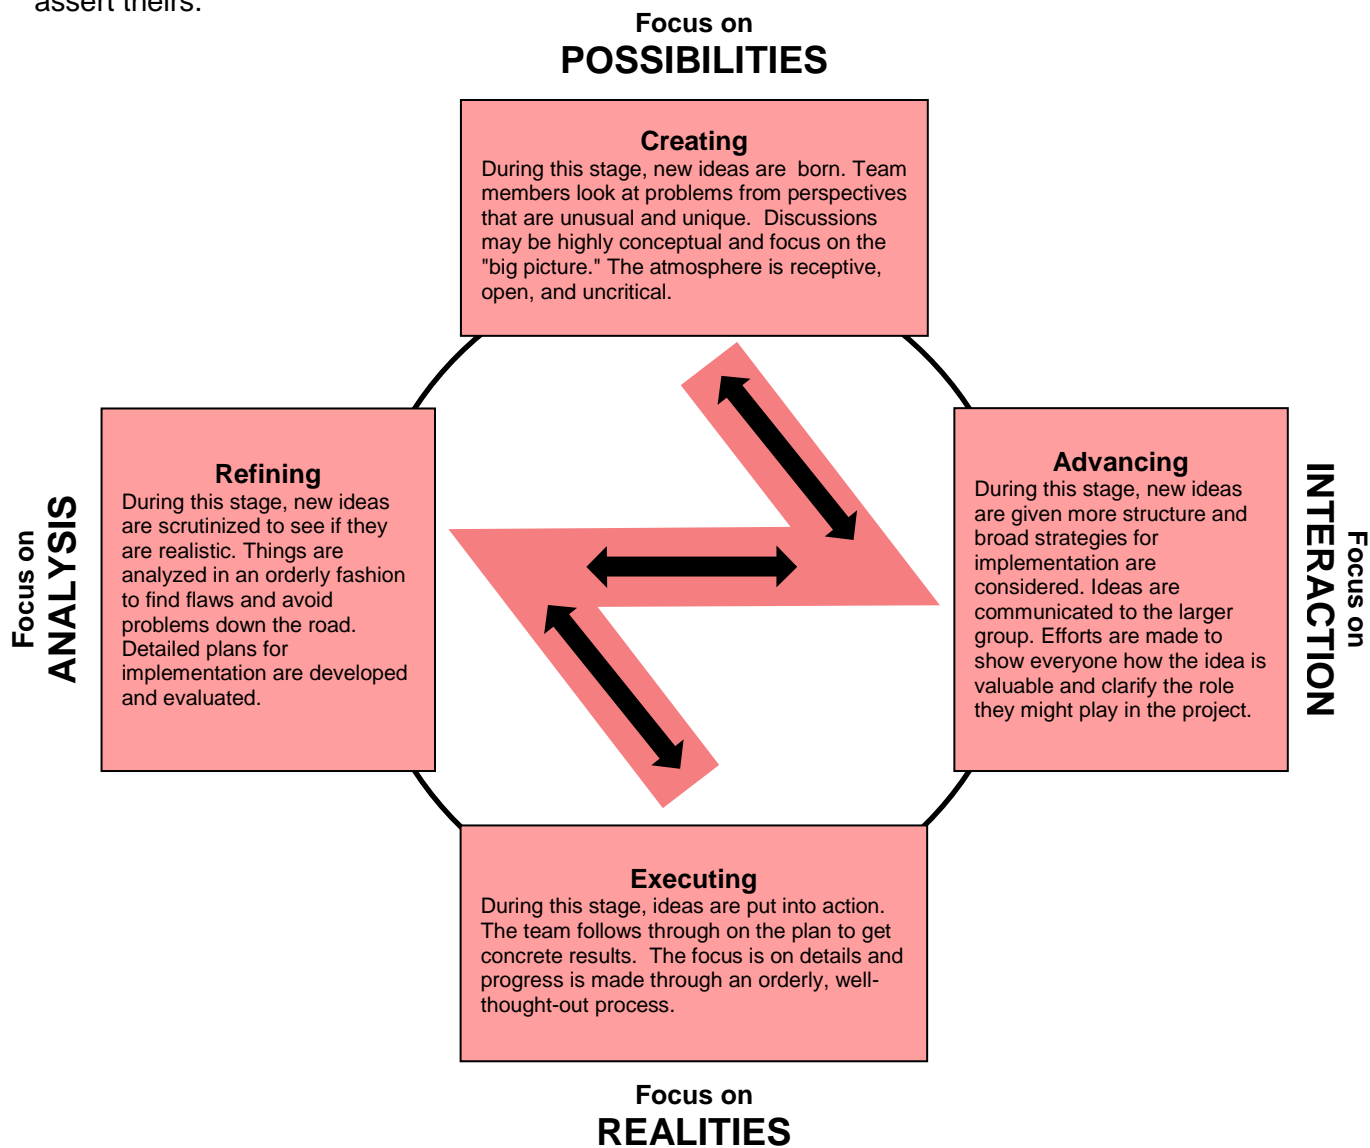 assert theirs.
Focus on
POSSIBILITIES
Creating
During this stage, new ideas are  born. Team
members look at problems from perspectives
that are unusual and unique.  Discussions
may be highly conceptual and focus on the
"big picture." The atmosphere is receptive,
open, and uncritical.
Focus on
ANALYSIS
Refining
During this stage, new ideas
are scrutinized to see if they
are realistic. Things are
analyzed in an orderly fashion
to find flaws and avoid
problems down the road.
Detailed plans for
implementation are developed
and evaluated.
Advancing
During this stage, new ideas
are given more structure and
broad strategies for
implementation are
considered. Ideas are
communicated to the larger
group. Efforts are made to
show everyone how the idea is
valuable and clarify the role
they might play in the project.
Focus on
INTERACTION
Executing
During this stage, ideas are put into action.
The team follows through on the plan to get
concrete results.  The focus is on details and
progress is made through an orderly, well-
thought-out process.
Focus on
REALITIES